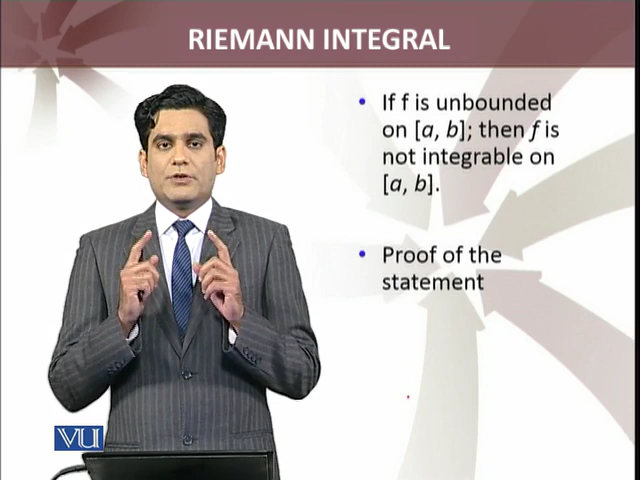 RIEMANN INTEGRAL
• If f is unbounded
on [a, b]; then f is
not integrable on
[a, b].
• Proof of the
statement
VU